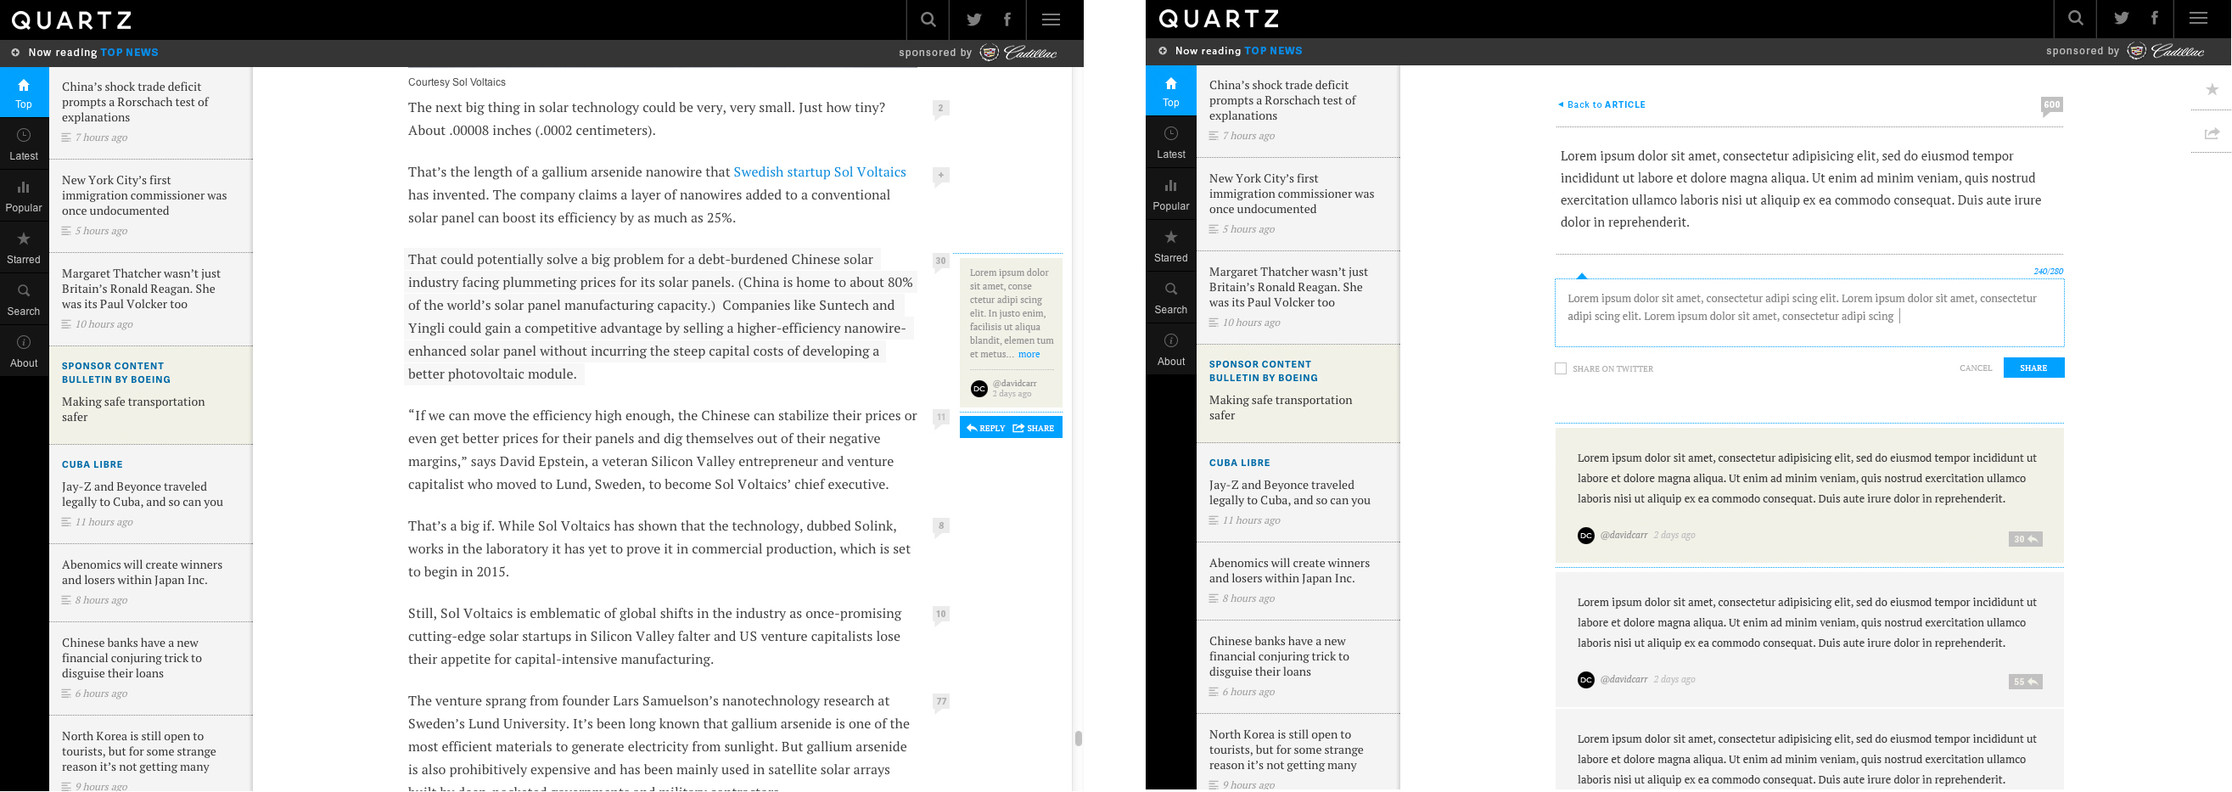 QUARTZ
Now reading TOP NEWS
sponsored by Cadillac
Top
Latest
Popular
Starred
Search
About
China’s shock trade deficit
prompts a Rorschach test of
explanations
7 hours ago
New York City’s first
immigration commissioner was
once undocumented
5 hours ago
Margaret Thatcher wasn’t just
Britain’s Ronald Reagan. She
was its Paul Volcker too
10 hours ago
SPONSOR CONTENT
BULLETIN BY BOEING
Making safe transportation
safer
CUBA LIBRE
Jay-Z and Beyonce traveled
legally to Cuba, and so can you
11 hours ago
Abenomics will create winners
and losers within Japan Inc.
8 hours ago
Chinese banks have a new
financial conjuring trick to
disguise their loans
6 hours ago
North Korea is still open to
tourists, but for some strange
reason it’s not getting many
9 hours ago
Courtesy Sol Voltaics
The next big thing in solar technology could be very, very small. Just how tiny?
About .00008 inches (.0002 centimeters).
2
That’s the length of a gallium arsenide nanowire that Swedish startup Sol Voltaics
has invented. The company claims a layer of nanowires added to a conventional
solar panel can boost its efficiency by as much as 25%.
+
That could potentially solve a big problem for a debt-burdened Chinese solar
industry facing plummeting prices for its solar panels. (China is home to about 80%
of the world’s solar panel manufacturing capacity.) Companies like Suntech and
Yingli could gain a competitive advantage by selling a higher-efficiency nanowire-
enhanced solar panel without incurring the steep capital costs of developing a
better photovoltaic module.
30
Lorem ipsum dolor
sit amet, conse
ctetur adipi scing
elit. In justo enim,
facilisis ut aliqua
blandit, elemen tum
et metus... more
DC
@davidcarr
2 days ago
REPLY SHARE
“If we can move the efficiency high enough, the Chinese can stabilize their prices or
even get better prices for their panels and dig themselves out of their negative
margins,” says David Epstein, a veteran Silicon Valley entrepreneur and venture
capitalist who moved to Lund, Sweden, to become Sol Voltaics’ chief executive.
11
That’s a big if. While Sol Voltaics has shown that the technology, dubbed Solink,
works in the laboratory it has yet to prove it in commercial production, which is set
to begin in 2015.
8
Still, Sol Voltaics is emblematic of global shifts in the industry as once-promising
cutting-edge solar startups in Silicon Valley falter and US venture capitalists lose
their appetite for capital-intensive manufacturing.
10
The venture sprang from founder Lars Samuelson’s nanotechnology research at
Sweden’s Lund University. It’s been long known that gallium arsenide is one of the
most efficient materials to generate electricity from sunlight. But gallium arsenide
is also prohibitively expensive and has been mainly used in satellite solar arrays
77
QUARTZ
Now reading TOP NEWS
sponsored by Cadillac
Top
Latest
Popular
Starred
Search
About
China’s shock trade deficit
prompts a Rorschach test of
explanations
7 hours ago
New York City’s first
immigration commissioner was
once undocumented
5 hours ago
Margaret Thatcher wasn’t just
Britain’s Ronald Reagan. She
was its Paul Volcker too
10 hours ago
SPONSOR CONTENT
BULLETIN BY BOEING
Making safe transportation
safer
CUBA LIBRE
Jay-Z and Beyonce traveled
legally to Cuba, and so can you
11 hours ago
Abenomics will create winners
and losers within Japan Inc.
8 hours ago
Chinese banks have a new
financial conjuring trick to
disguise their loans
6 hours ago
North Korea is still open to
tourists, but for some strange
reason it’s not getting many
9 hours ago
Back to ARTICLE
600
Lorem ipsum dolor sit amet, consectetur adipisicing elit, sed do eiusmod tempor
incididunt ut labore et dolore magna aliqua. Ut enim ad minim veniam, quis nostrud
exercitation ullamco laboris nisi ut aliquip ex ea commodo consequat. Duis aute irure
dolor in reprehenderit.
240/280
Lorem ipsum dolor sit amet, consectetur adipi scing elit. Lorem ipsum dolor sit amet, consectetur
adipi scing elit. Lorem ipsum dolor sit amet, consectetur adipi scing
SHARE ON TWITTER
CANCEL
SHARE
Lorem ipsum dolor sit amet, consectetur adipisicing elit, sed do eiusmod tempor incididunt ut
labore et dolore magna aliqua. Ut enim ad minim veniam, quis nostrud exercitation ullamco
laboris nisi ut aliquip ex ea commodo consequat. Duis aute irure dolor in reprehenderit.
DC @davidcarr 2 days ago
30
Lorem ipsum dolor sit amet, consectetur adipisicing elit, sed do eiusmod tempor incididunt ut
labore et dolore magna aliqua. Ut enim ad minim veniam, quis nostrud exercitation ullamco
laboris nisi ut aliquip ex ea commodo consequat. Duis aute irure dolor in reprehenderit.
DC @davidcarr 2 days ago
55
Lorem ipsum dolor sit amet, consectetur adipisicing elit, sed do eiusmod tempor incididunt ut
labore et dolore magna aliqua. Ut enim ad minim veniam, quis nostrud exercitation ullamco
laboris nisi ut aliquip ex ea commodo consequat. Duis aute irure dolor in reprehenderit.